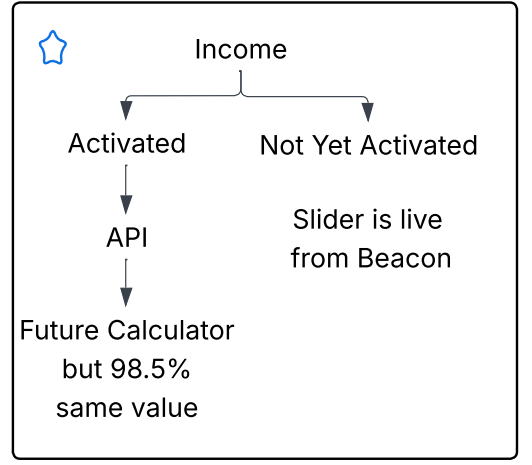 Income
Activated
Not Yet Activated
API
Slider is live
from Beacon
Future Calculator
but 98.5%
same value